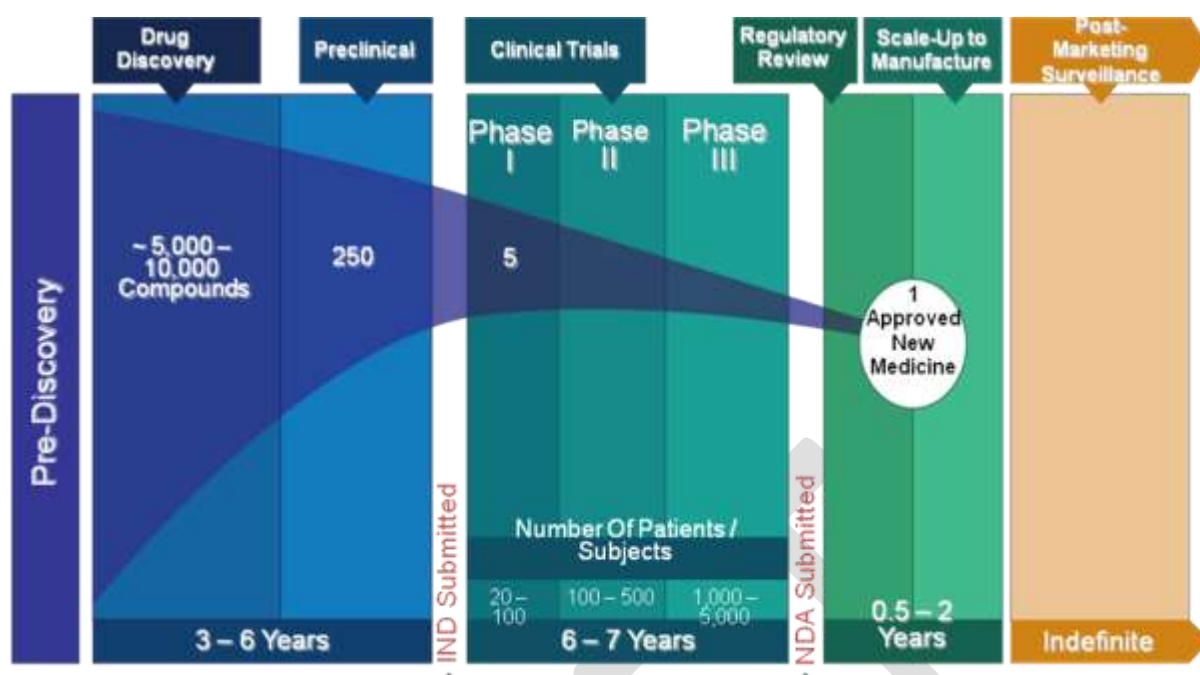 Drug
Discovery
Preclinical
Clinical Trials
Regulatory
Review
Scale-Up to
Manufacture
Post-
Marketing
Surveillance
Pre-Discovery
~ 5,000 –
10,000
Compounds
250
IND Submitted
Phase
I
Phase
II
Phase
III
5
Number Of Patients /
Subjects
20 –
100
100 – 500
1,000 –
5,000
NDA Submitted
1
Approved
New
Medicine
3 – 6 Years
6 – 7 Years
0.5 – 2
Years
Indefinite